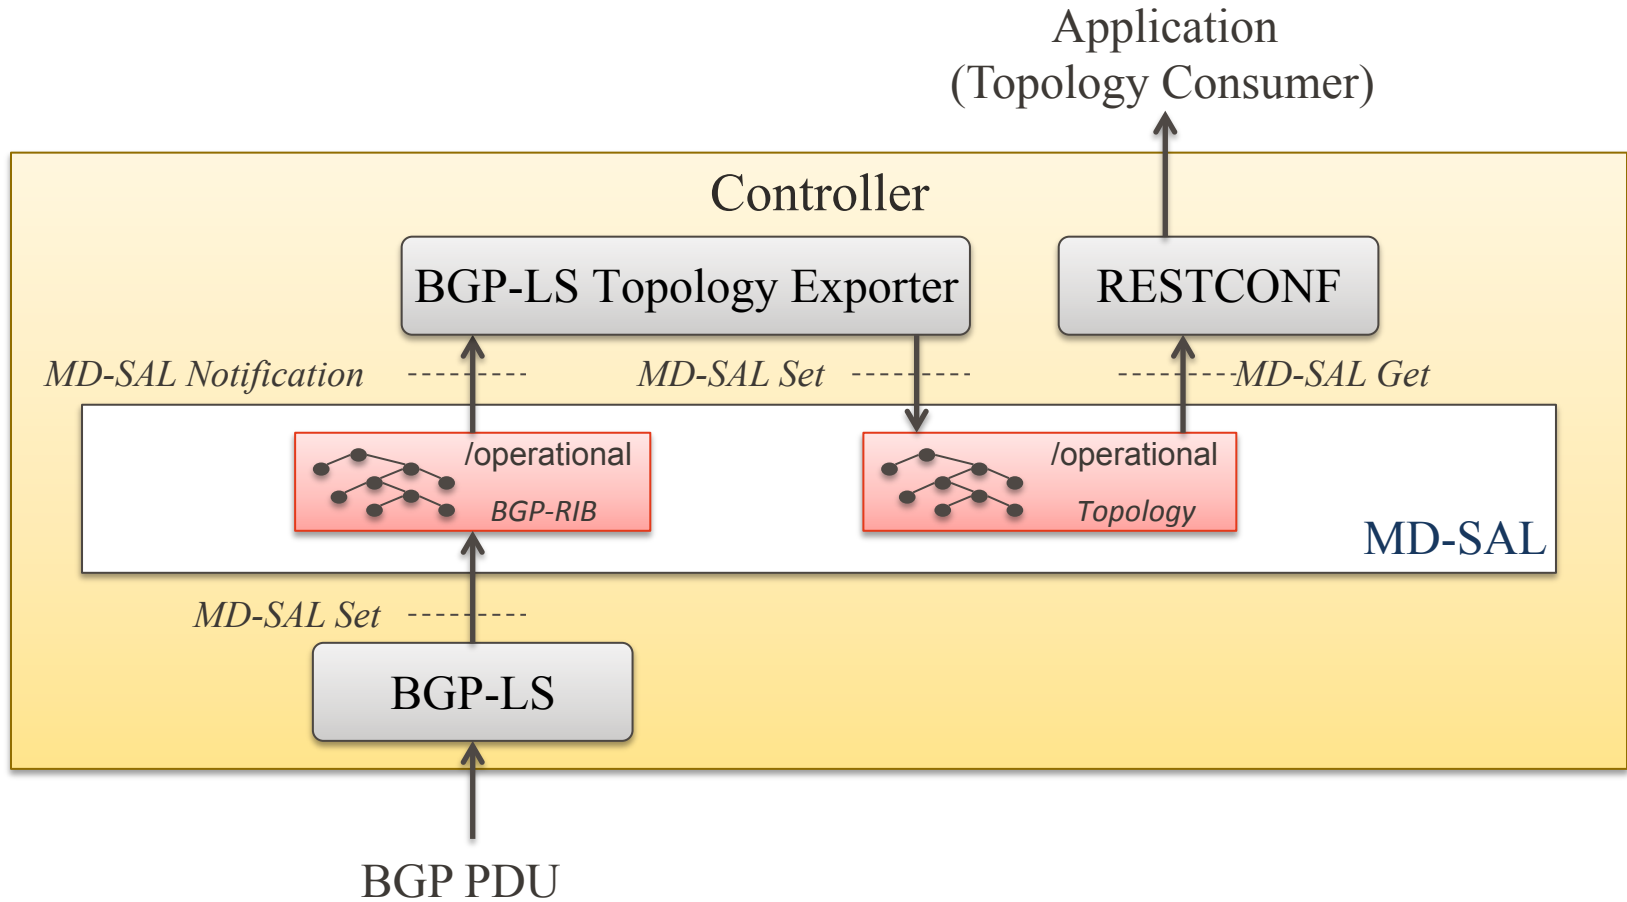 Application
(Topology Consumer)
Controller
BGP-LS Topology Exporter
RESTCONF
MD-SAL Notification
MD-SAL Set
MD-SAL Get
/operational
BGP-RIB
/operational
Topology
MD-SAL
MD-SAL Set
BGP-LS
BGP PDU